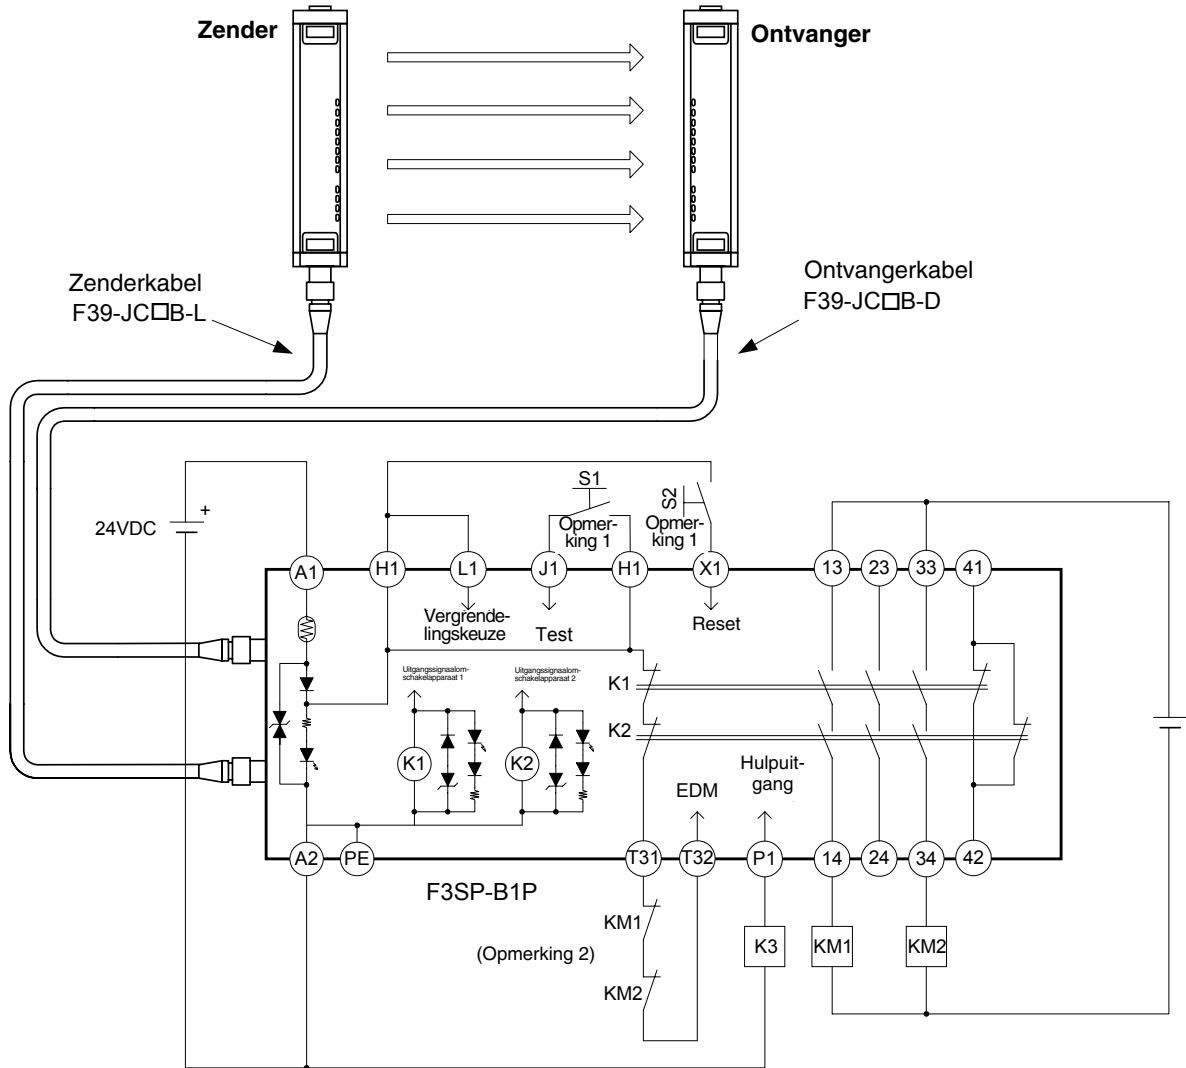 Zender
Ontvanger
Zenderkabel
F39-JC□B-L
Ontvangerkabel
F39-JC□B-D
24VDC
+
S1
Opmer-
king 1
S2
Opmer-
king 1
A1
H1
L1
J1
H1
X1
13
23
33
41
Vergrende-
lingskeuze
Test
Reset
Uitgangssignaalom-
schakelapparaat 1
Uitgangssignaalom-
schakelapparaat 2
K1
K2
K1
K2
EDM
Hulpuit-
gang
A2
PE
T31
T32
P1
14
24
34
42
F3SP-B1P
KM1
(Opmerking 2)
KM2
K3
KM1
KM2